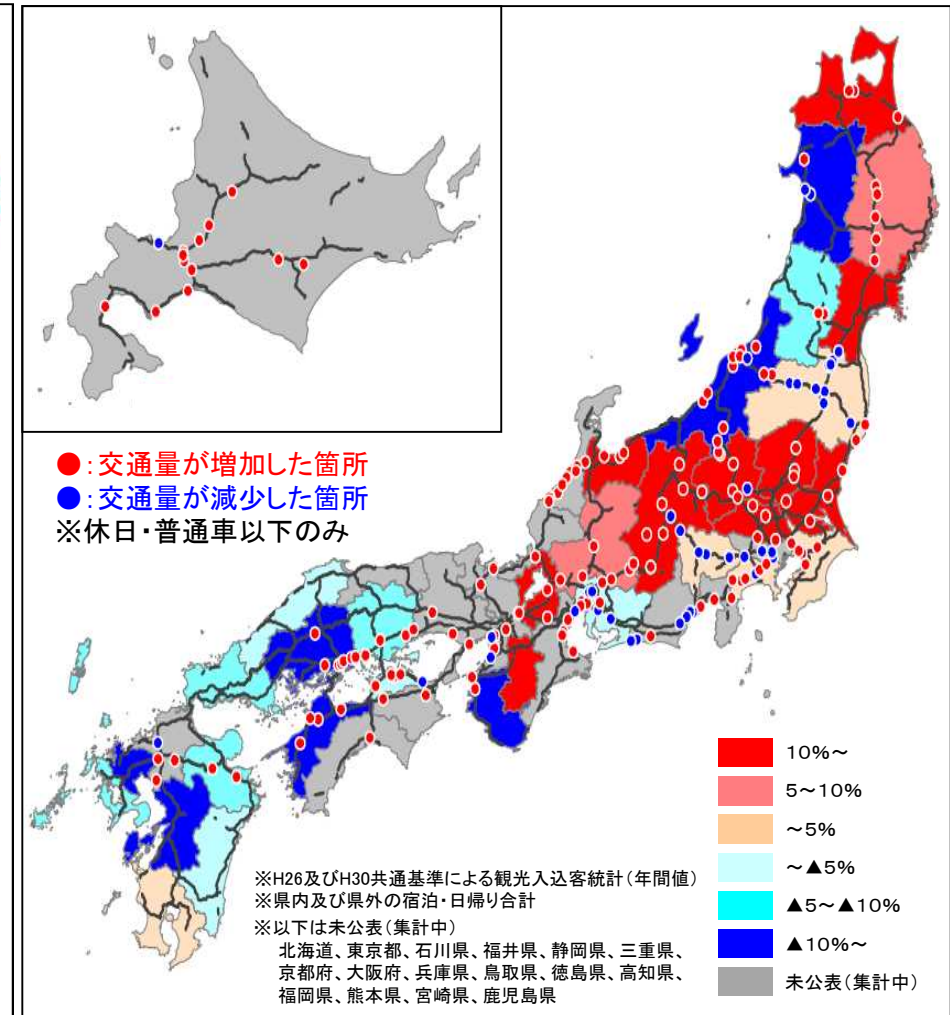 ●:交通量が増加した箇所
●:交通量が減少した箇所
※休日・普通車以下のみ
10%~
5~10%
~5%
~▲5%
▲5~▲10%
▲10%~
未公表(集計中)
※H26及びH30共通基準による観光入込客統計(年間値)
※県内及び県外の宿泊・日帰り合計
※以下は未公表(集計中)
北海道、東京都、石川県、福井県、静岡県、三重県、
京都府、大阪府、兵庫県、鳥取県、徳島県、高知県、
福岡県、熊本県、宮崎県、鹿児島県